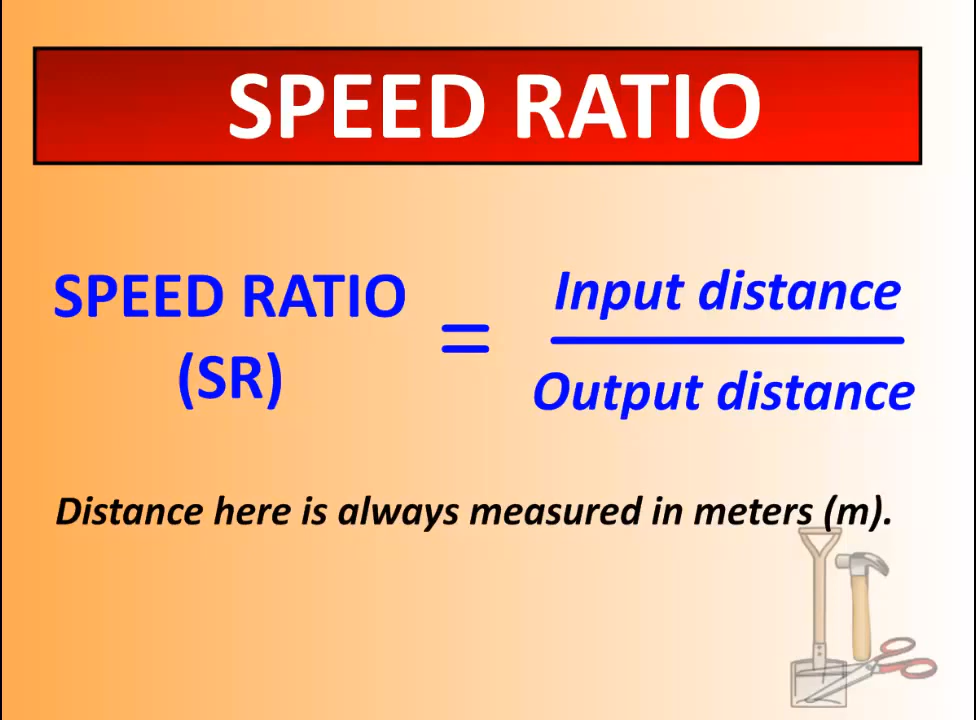 SPEED RATIO
SPEED RATIO
(SR)
=
Input distance
Output distance
Distance here is always measured in meters (m).